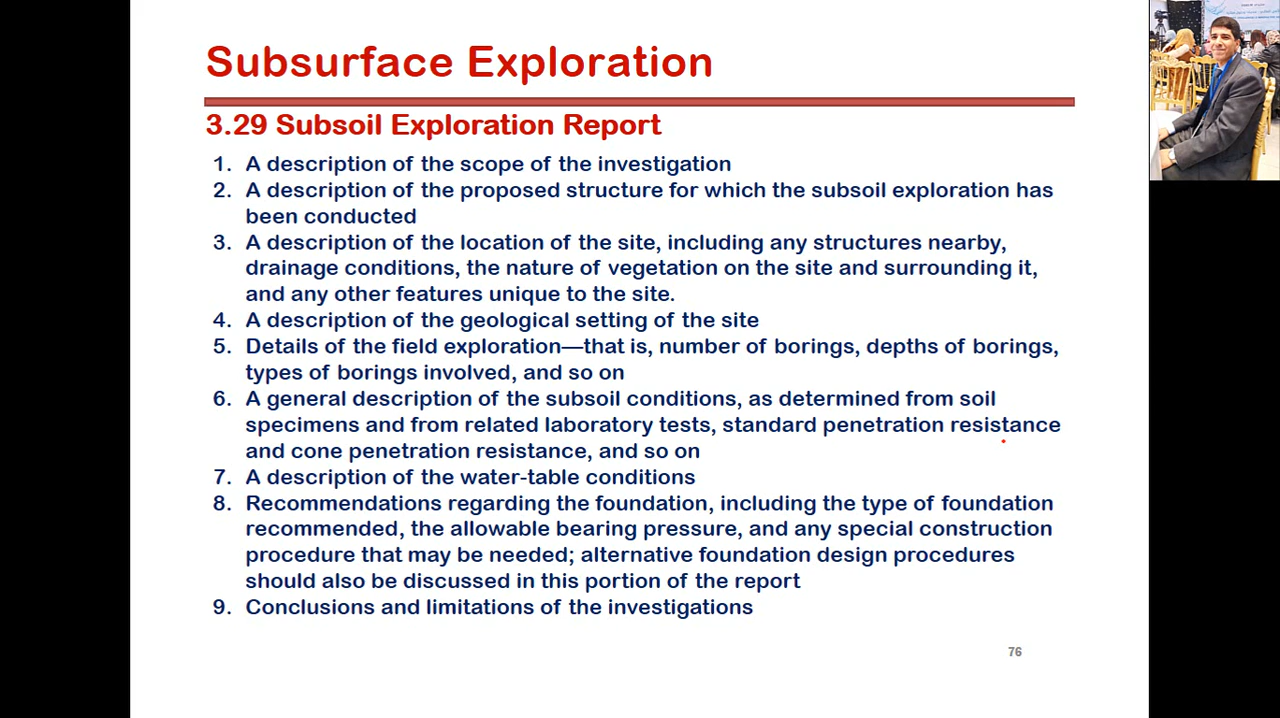 Subsurface Exploration
3.29 Subsoil Exploration Report
1. A description of the scope of the investigation
2. A description of the proposed structure for which the subsoil exploration has
been conducted
3. A description of the location of the site, including any structures nearby,
drainage conditions, the nature of vegetation on the site and surrounding it,
and any other features unique to the site.
4. A description of the geological setting of the site
5. Details of the field exploration—that is, number of borings, depths of borings,
types of borings involved, and so on
6. A general description of the subsoil conditions, as determined from soil
specimens and from related laboratory tests, standard penetration resistance
and cone penetration resistance, and so on
7. A description of the water-table conditions
8. Recommendations regarding the foundation, including the type of foundation
recommended, the allowable bearing pressure, and any special construction
procedure that may be needed; alternative foundation design procedures
should also be discussed in this portion of the report
9. Conclusions and limitations of the investigations
76